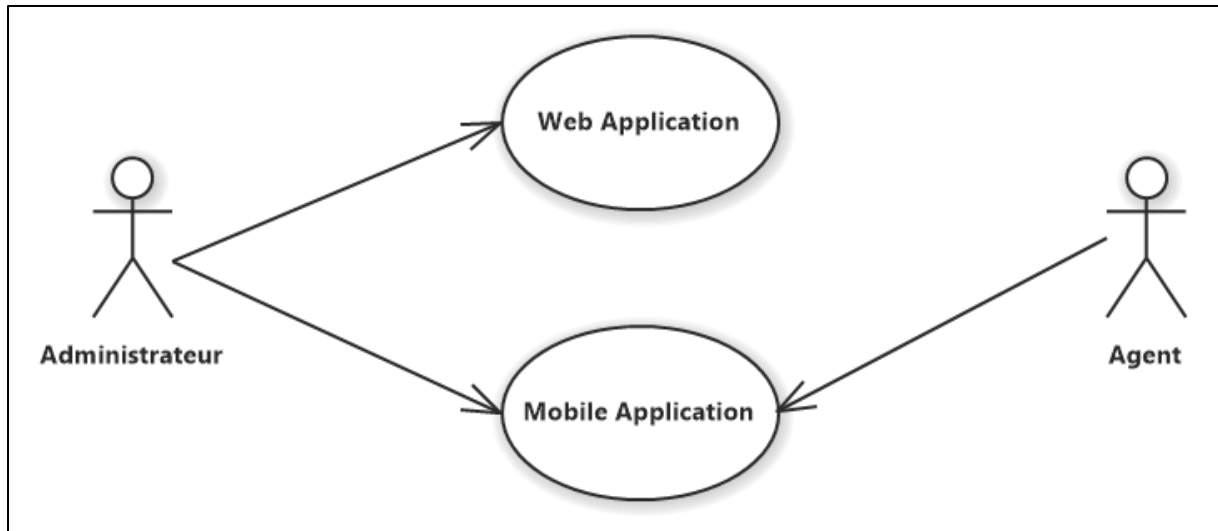 Web Application
Administrateur
Agent
Mobile Application